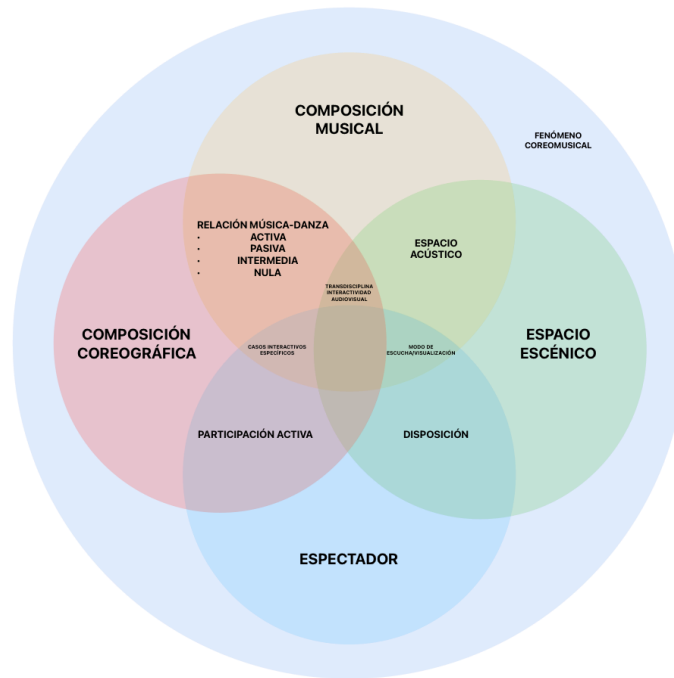 COMPOSICIÓN
MUSICAL
FENÓMENO
COREOMUSICAL
RELACIÓN MÚSICA-DANZA
· ACTIVA
· PASIVA
· INTERMEDIA
· NULA
ESPACIO
ACÚSTICO
TRANSDISCIPLINA
INTERACTIVIDAD
AUDIOVISUAL
COMPOSICIÓN
COREOGRÁFICA
CASOS INTERACTIVOS
ESPECÍFICOS
MODO DE
ESCUCHA/VISUALIZACIÓN
ESPACIO
ESCÉNICO
PARTICIPACIÓN ACTIVA
DISPOSICIÓN
ESPECTADOR